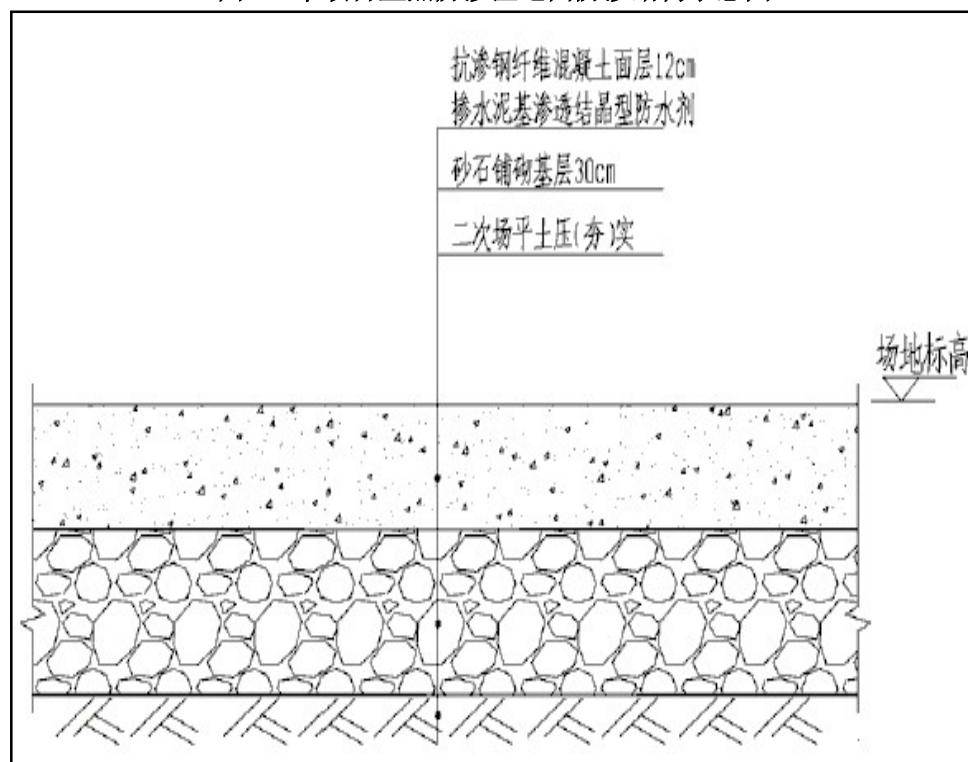 抗渗钢纤维混凝土面层12cm
掺水泥基渗透结晶型防水剂
砂石铺砌基层30cm
二次场平土压(夯)实
场地标高